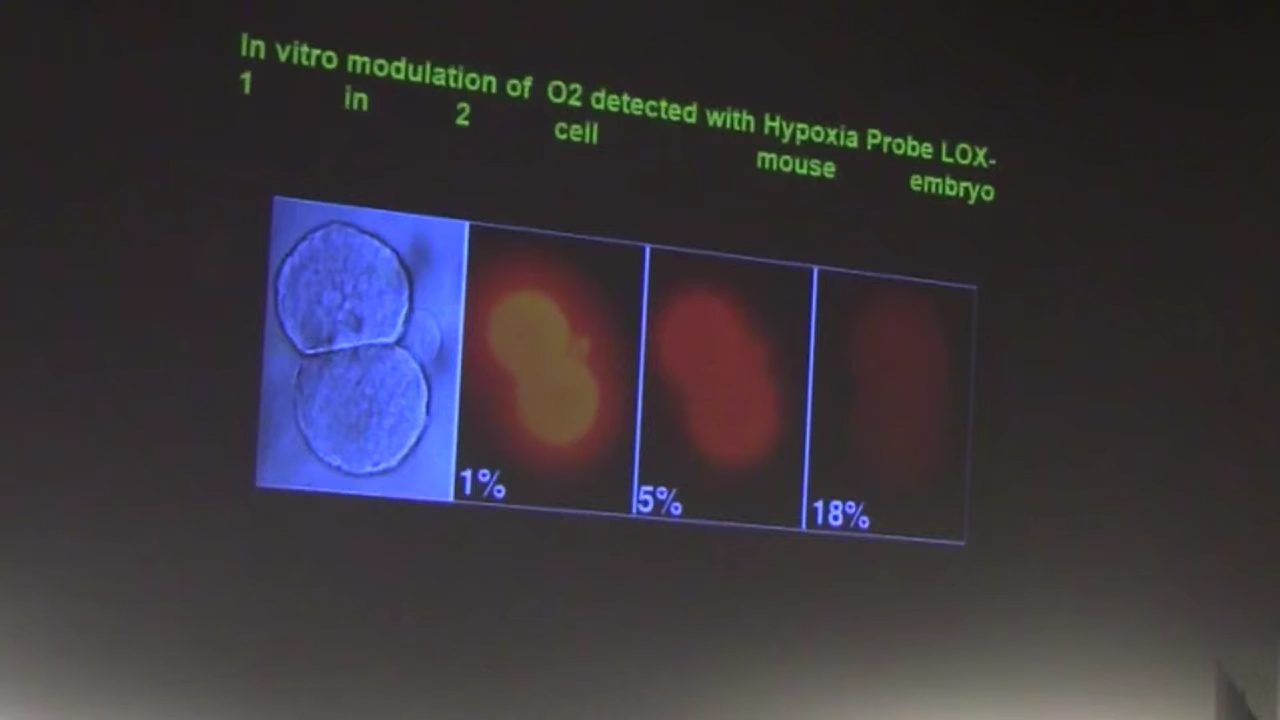 In vitro modulation of O2 detected with Hypoxia Probe LOX-
1 in 2 cell mouse embryo
1%
5%
18%